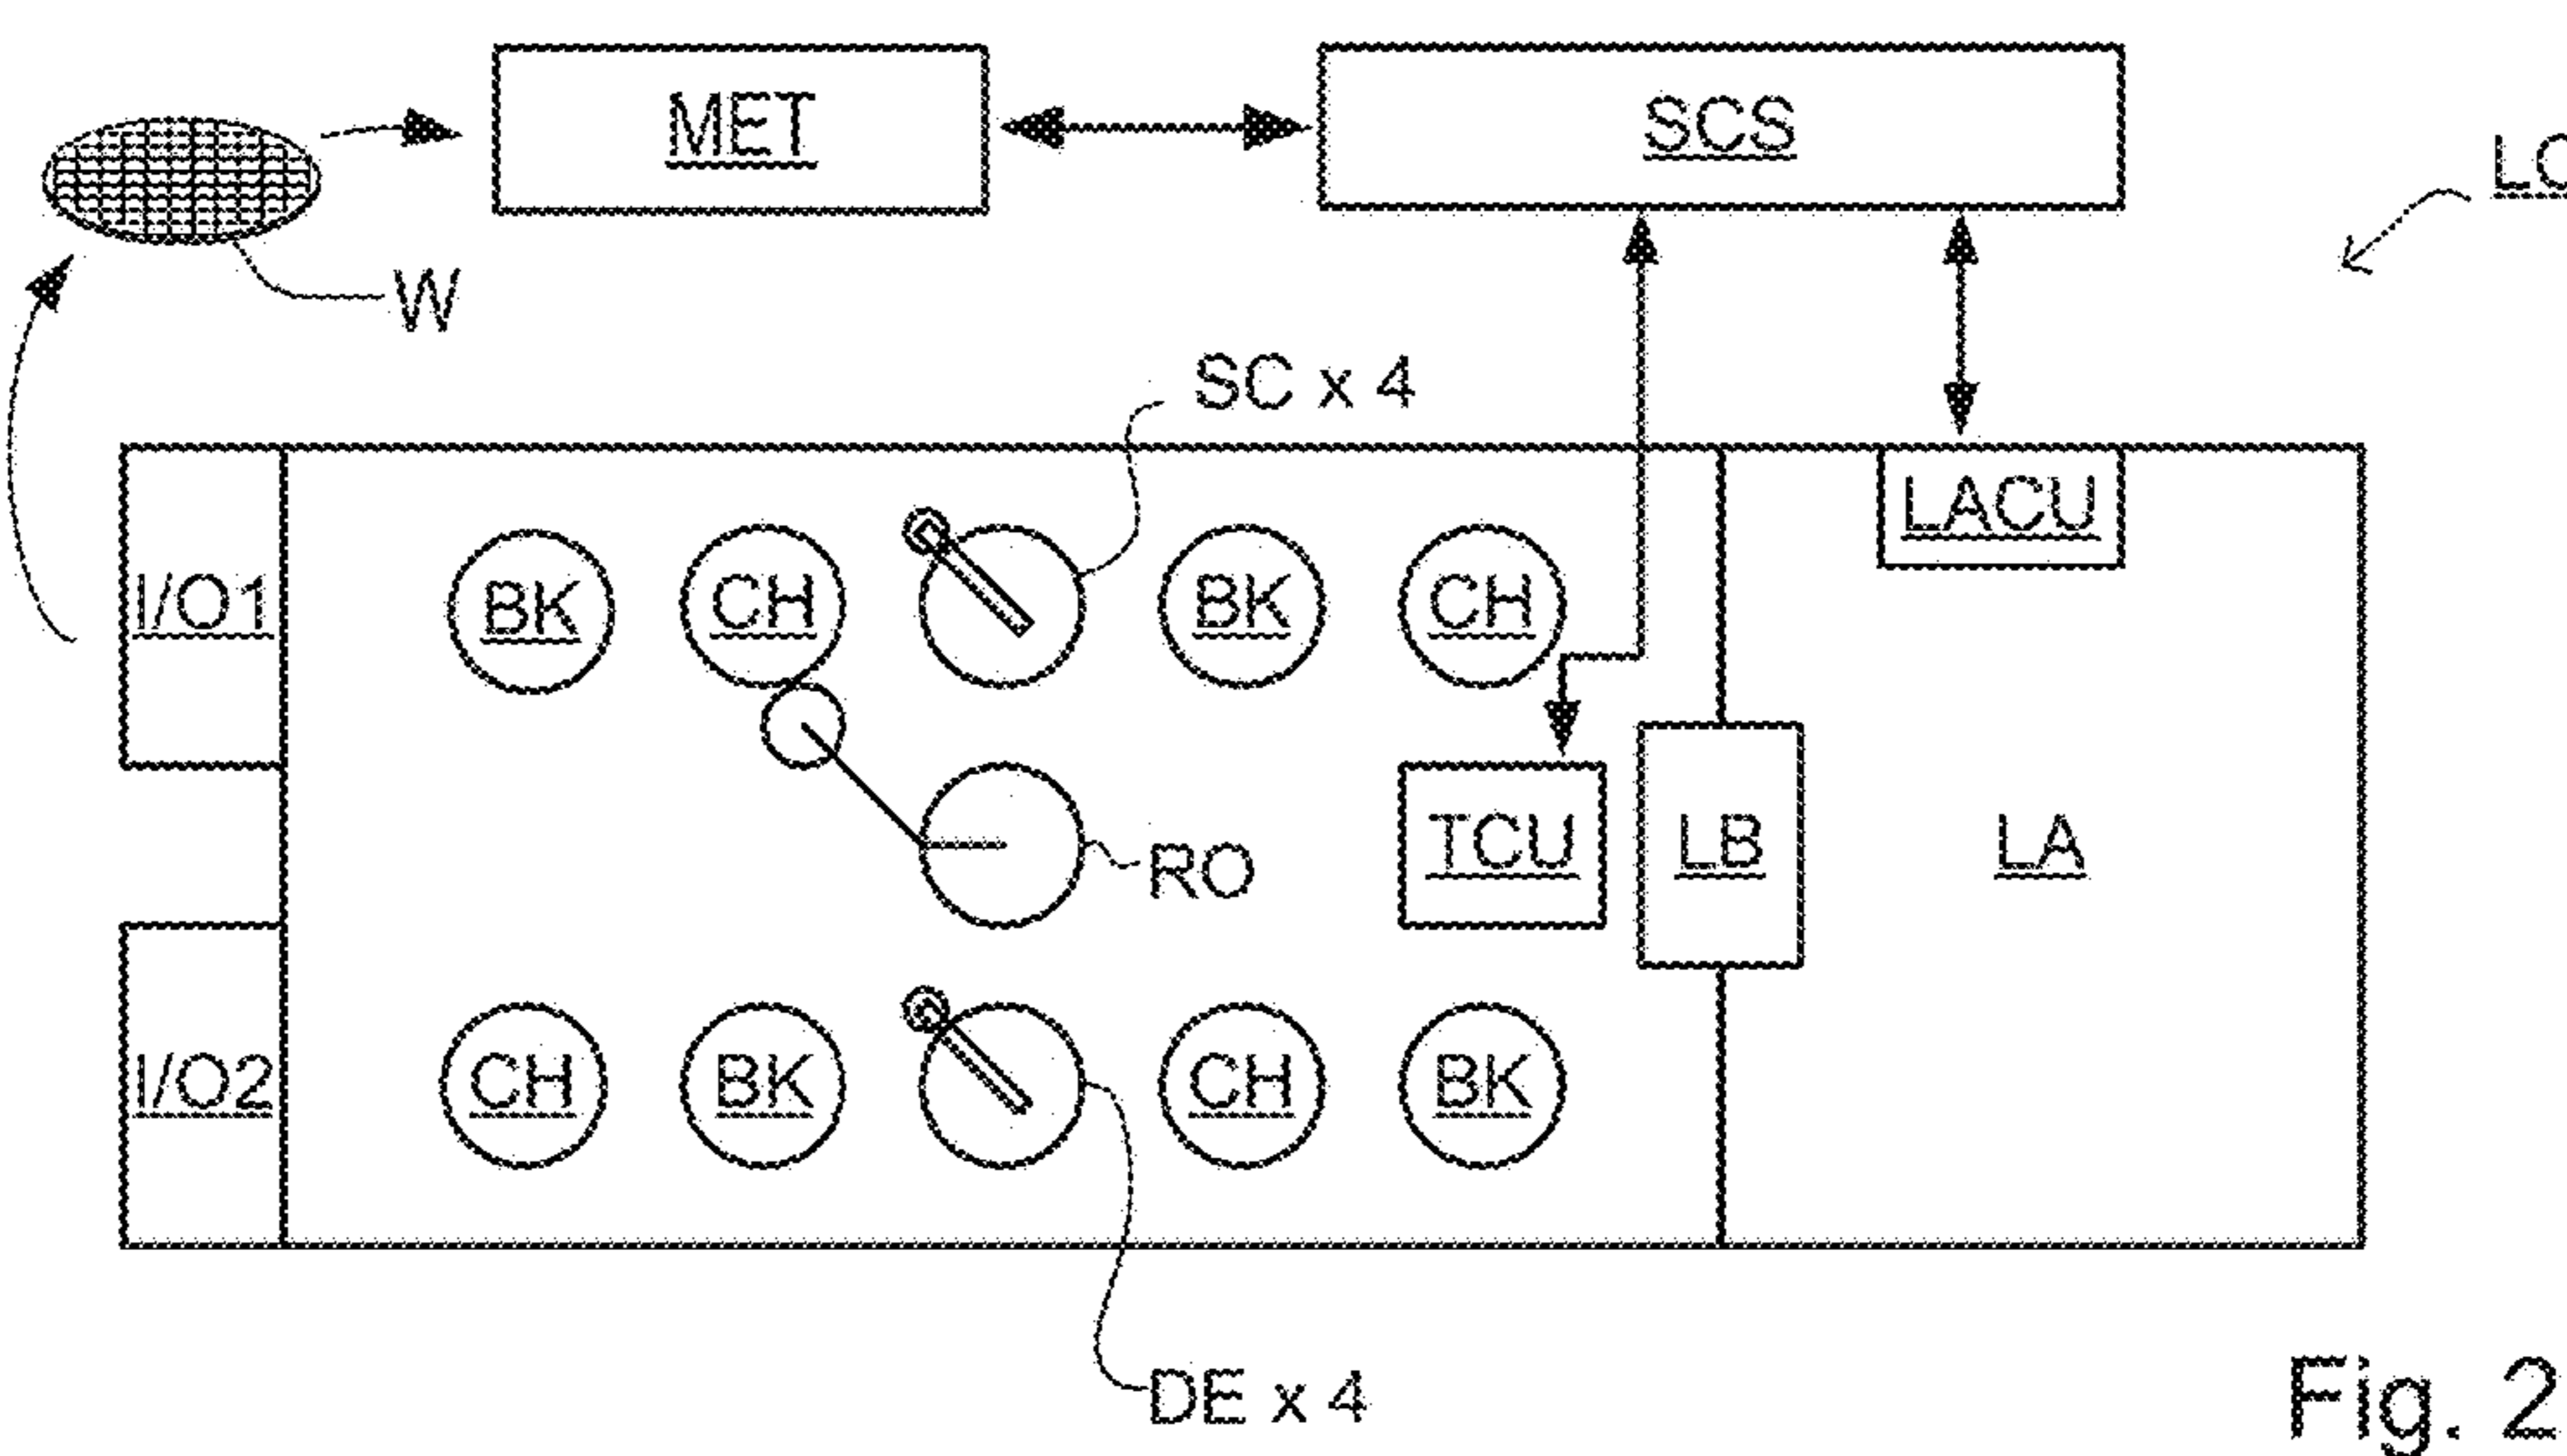 MET
SCS
W
SC x 4
LACU
I/O1
BK
CH
BK
CH
RO
TCU
LB
LA
I/O2
CH
BK
CH
BK
DE x 4
Fig. 2